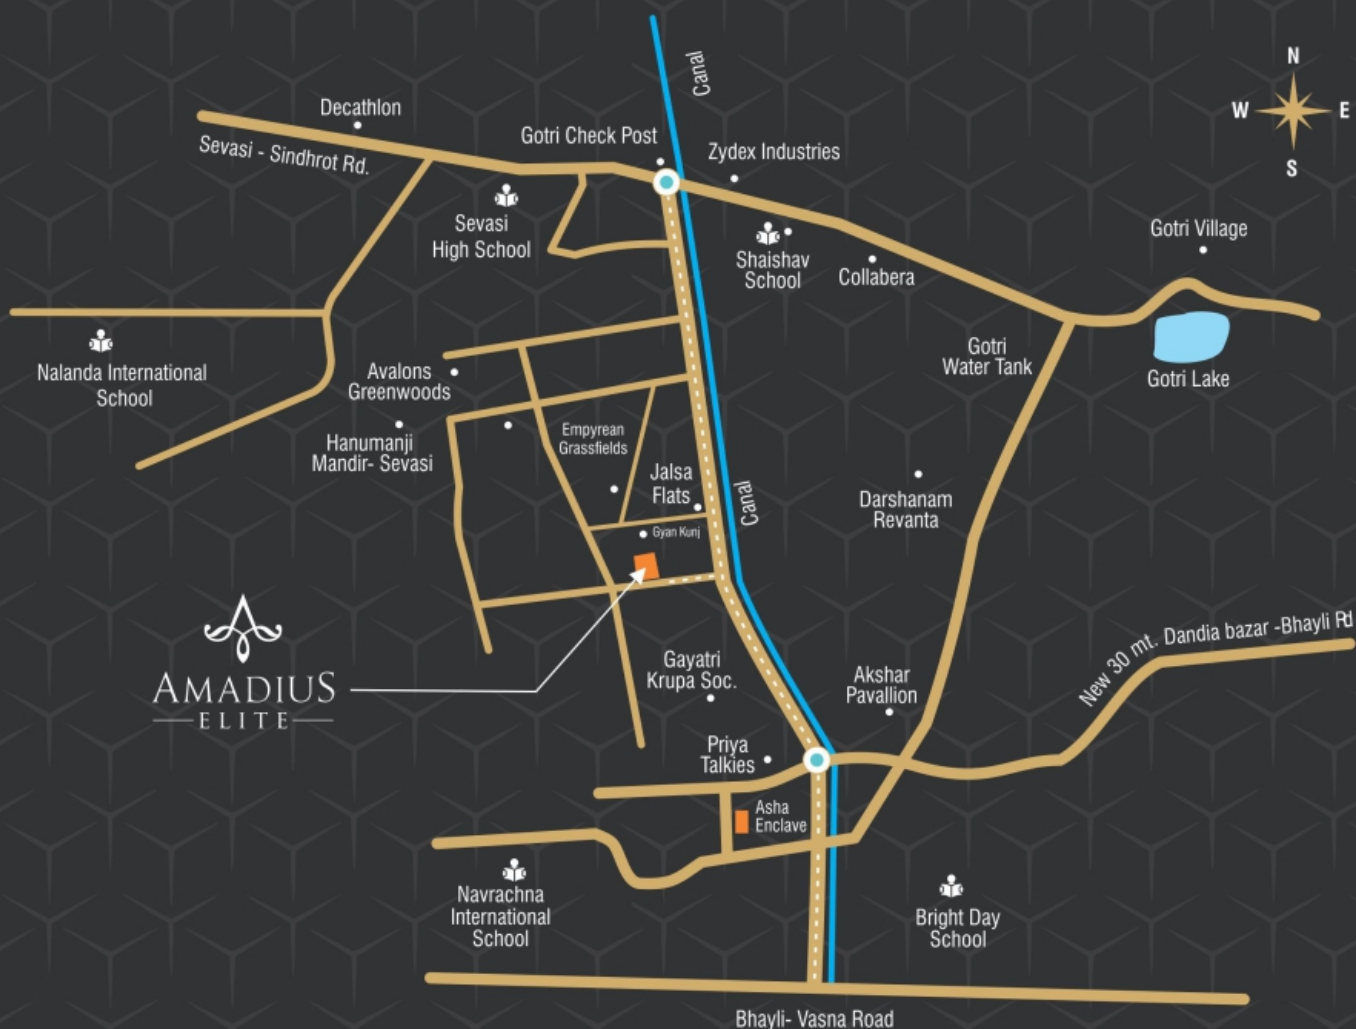 Canal
N
W
E
S
Decathlon
Gotri Check Post
Zydex Industries
Sevasi - Sindhrot Rd.
Sevasi
High School
Shaishav
School
Collabera
Gotri Village
Nalanda International
School
Avalons
Greenwoods
Gotri
Water Tank
Gotri Lake
Hanumanji
Mandir- Sevasi
Empyrean
Grassfields
Jalsa
Flats
Canal
Darshanam
Revanta
Gyan Kunj
AMADIUS
ELITE
Gayatri
Krupa Soc.
Akshar
Pavallion
New 30 mt. Dandia bazar -Bhayli Rd
Priya
Talkies
Asha
Enclave
Navrachna
International
School
Bright Day
School
Bhayli- Vasna Road